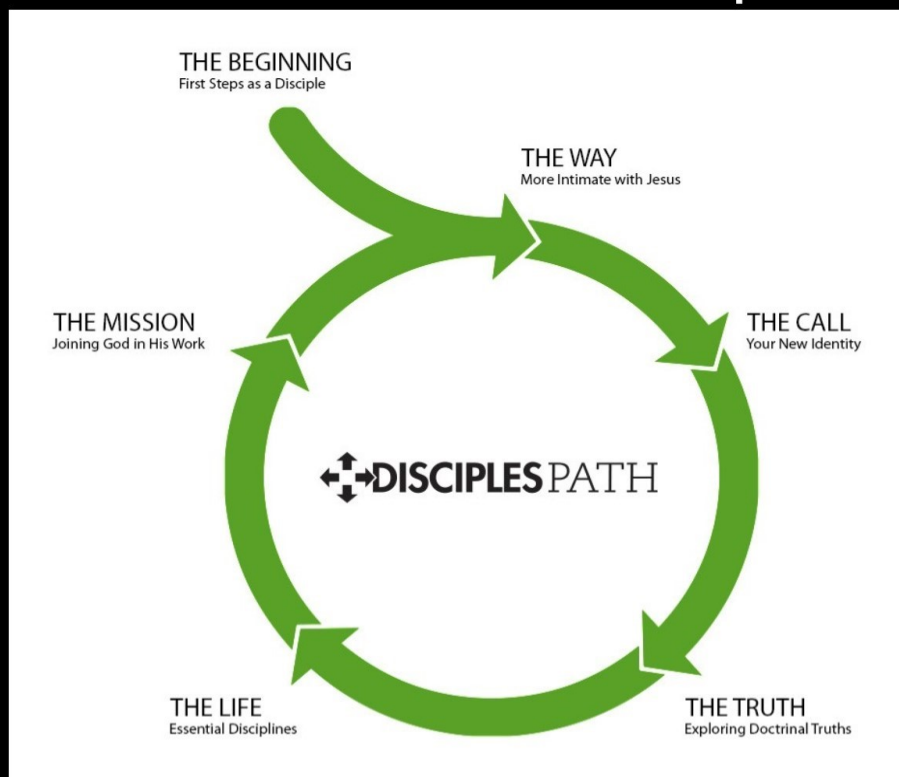 THE BEGINNING
First Steps as a Disciple
THE WAY
More Intimate with Jesus
THE CALL
Your New Identity
THE TRUTH
Exploring Doctrinal Truths
THE LIFE
Essential Disciplines
THE MISSION
Joining God in His Work
DISCIPLES PATH